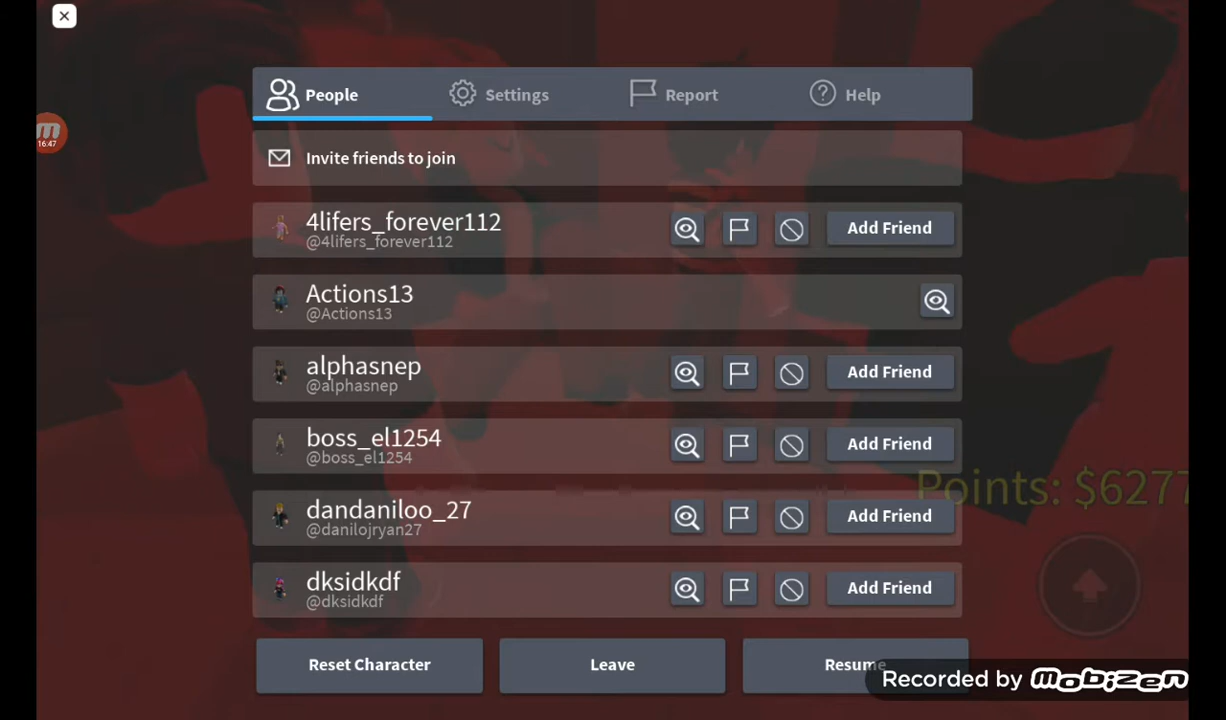 16:47
People
Settings
Report
Help
Invite friends to join
4lifers_forever112
@4lifers_forever112
Add Friend
Actions13
@Actions13
alphasnep
@alphasnep
Add Friend
boss_el1254
@boss_el1254
Add Friend
Points: $6277
dandaniloo_27
@danilojryan27
Add Friend
dksidkdf
@dksidkdf
Add Friend
Reset Character
Leave
Resume
Recorded by mobizen